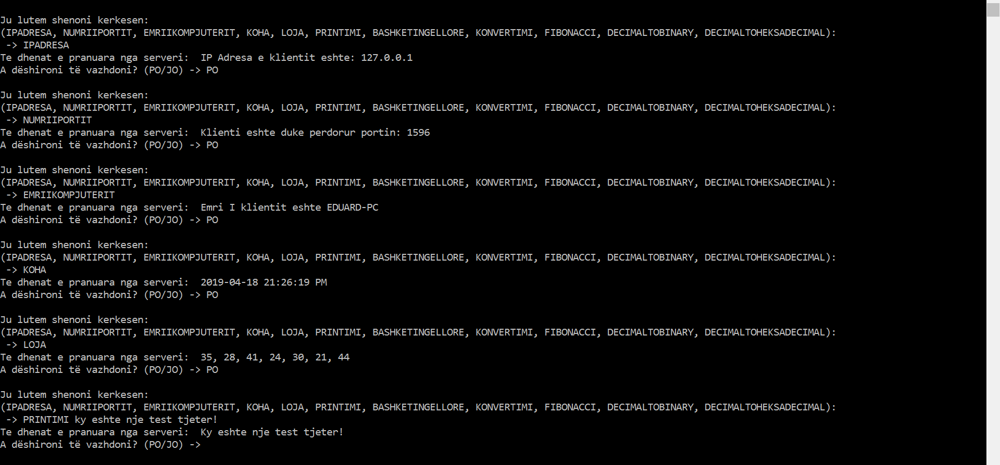 Ju lutem shenoni kerkesen:
(IPADRESA, NUMRIIPORTIT, EMRIIKOMPJUTERIT, KOHA, LOJA, PRINTIMI, BASHKETINGELLORE, KONVERTIMI, FIBONACCI, DECIMALTOBINARY, DECIMALTOHEKSADECIMAL):
 -> IPADRESA
Te dhenat e pranuara nga serveri:  IP Adresa e klientit eshte: 127.0.0.1
A dëshironi të vazhdoni? (PO/JO) -> PO

Ju lutem shenoni kerkesen:
(IPADRESA, NUMRIIPORTIT, EMRIIKOMPJUTERIT, KOHA, LOJA, PRINTIMI, BASHKETINGELLORE, KONVERTIMI, FIBONACCI, DECIMALTOBINARY, DECIMALTOHEKSADECIMAL):
 -> NUMRIIPORTIT
Te dhenat e pranuara nga serveri:  Klienti eshte duke perdorur portin: 1596
A dëshironi të vazhdoni? (PO/JO) -> PO

Ju lutem shenoni kerkesen:
(IPADRESA, NUMRIIPORTIT, EMRIIKOMPJUTERIT, KOHA, LOJA, PRINTIMI, BASHKETINGELLORE, KONVERTIMI, FIBONACCI, DECIMALTOBINARY, DECIMALTOHEKSADECIMAL):
 -> EMRIIKOMPJUTERIT
Te dhenat e pranuara nga serveri:  Emri I klientit eshte EDUARD-PC
A dëshironi të vazhdoni? (PO/JO) -> PO

Ju lutem shenoni kerkesen:
(IPADRESA, NUMRIIPORTIT, EMRIIKOMPJUTERIT, KOHA, LOJA, PRINTIMI, BASHKETINGELLORE, KONVERTIMI, FIBONACCI, DECIMALTOBINARY, DECIMALTOHEKSADECIMAL):
 -> KOHA
Te dhenat e pranuara nga serveri:  2019-04-18 21:26:19 PM
A dëshironi të vazhdoni? (PO/JO) -> PO

Ju lutem shenoni kerkesen:
(IPADRESA, NUMRIIPORTIT, EMRIIKOMPJUTERIT, KOHA, LOJA, PRINTIMI, BASHKETINGELLORE, KONVERTIMI, FIBONACCI, DECIMALTOBINARY, DECIMALTOHEKSADECIMAL):
 -> LOJA
Te dhenat e pranuara nga serveri:  35, 28, 41, 24, 30, 21, 44
A dëshironi të vazhdoni? (PO/JO) -> PO

Ju lutem shenoni kerkesen:
(IPADRESA, NUMRIIPORTIT, EMRIIKOMPJUTERIT, KOHA, LOJA, PRINTIMI, BASHKETINGELLORE, KONVERTIMI, FIBONACCI, DECIMALTOBINARY, DECIMALTOHEKSADECIMAL):
 -> PRINTIMI ky eshte nje test tjeter!
Te dhenat e pranuara nga serveri:  Ky eshte nje test tjeter!
A dëshironi të vazhdoni? (PO/JO) ->